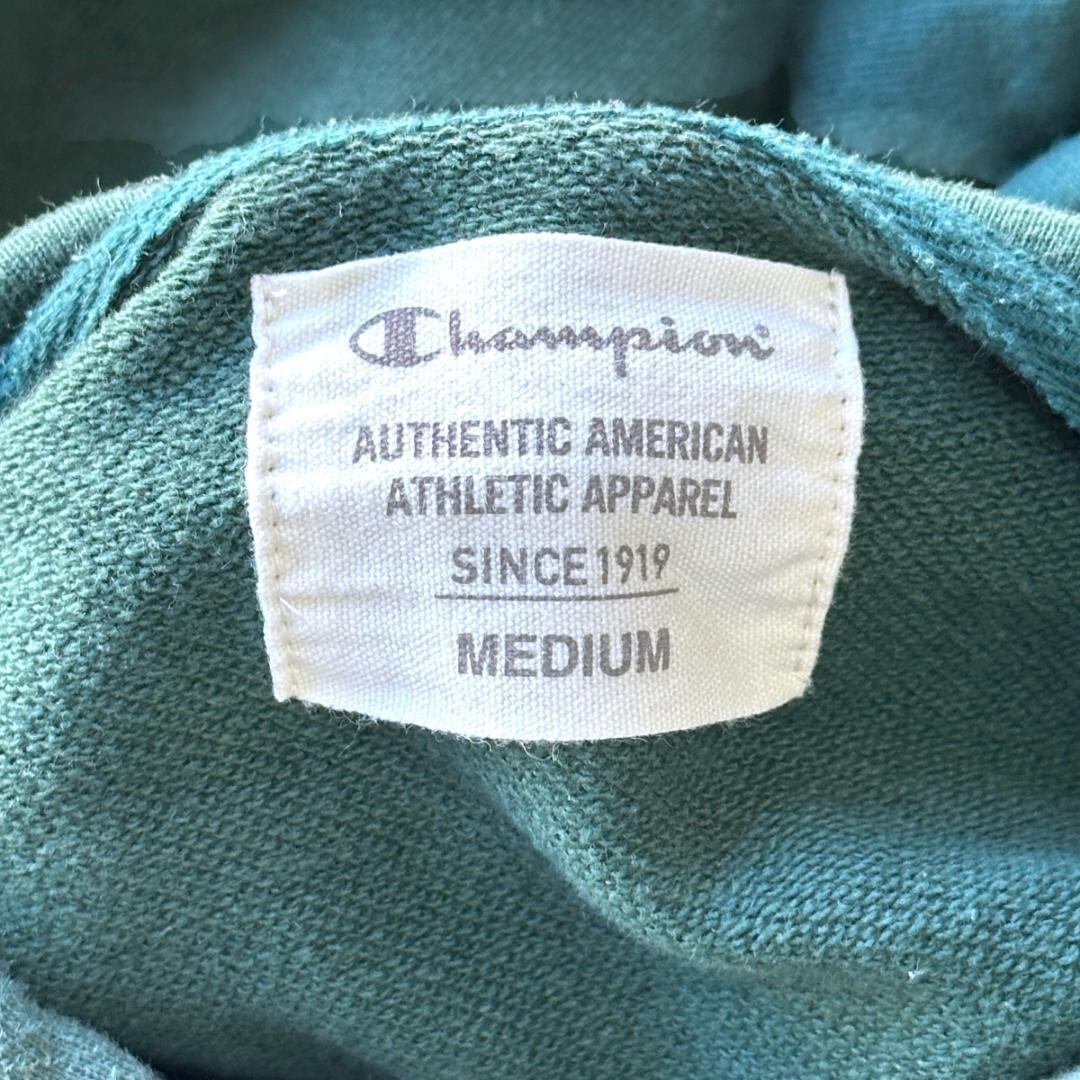 Champion®
AUTHENTIC AMERICAN
ATHLETIC APPAREL
SINCE 1919
MEDIUM